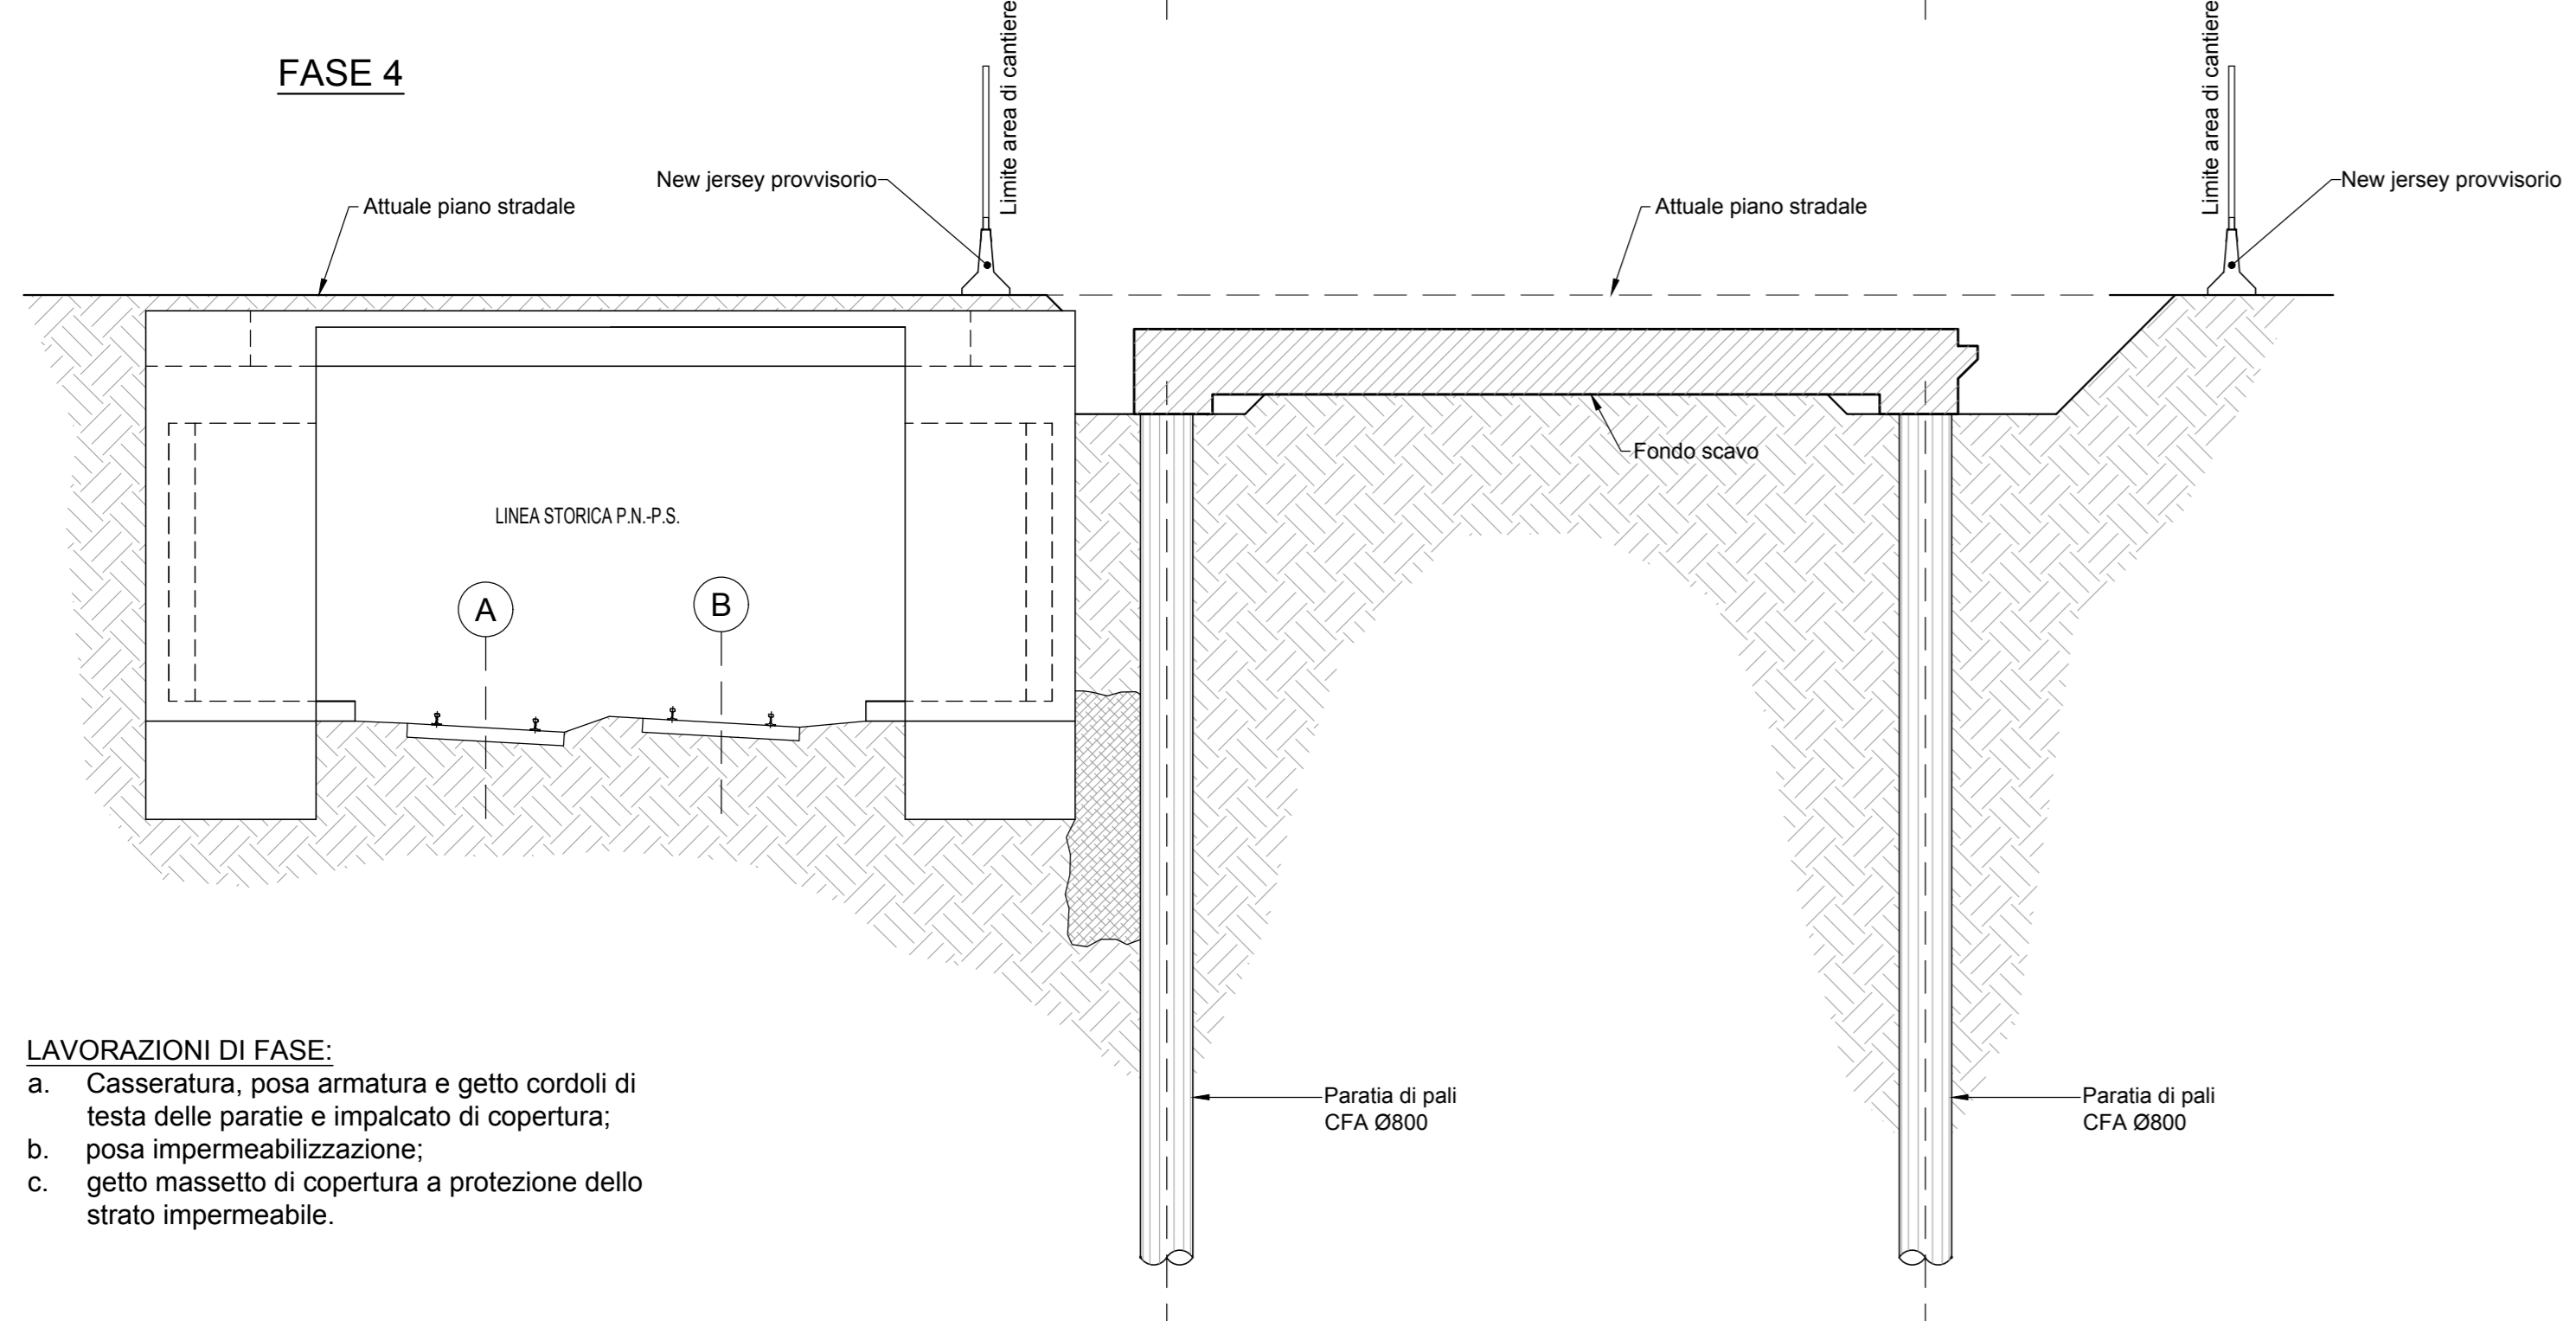 FASE 4
Limite area di cantiere
Limite area di cantiere
New jersey provvisorio
New jersey provvisorio
Attuale piano stradale
Attuale piano stradale
Fondo scavo
LINEA STORICA P.N.-P.S.
A
B
LAVORAZIONI DI FASE:
a. Casseratura, posa armatura e getto cordoli di
testa delle paratie e impalcato di copertura;
b. posa impermeabilizzazione;
c. getto massetto di copertura a protezione dello
strato impermeabile.
Paratia di pali
CFA Ø800
Paratia di pali
CFA Ø800